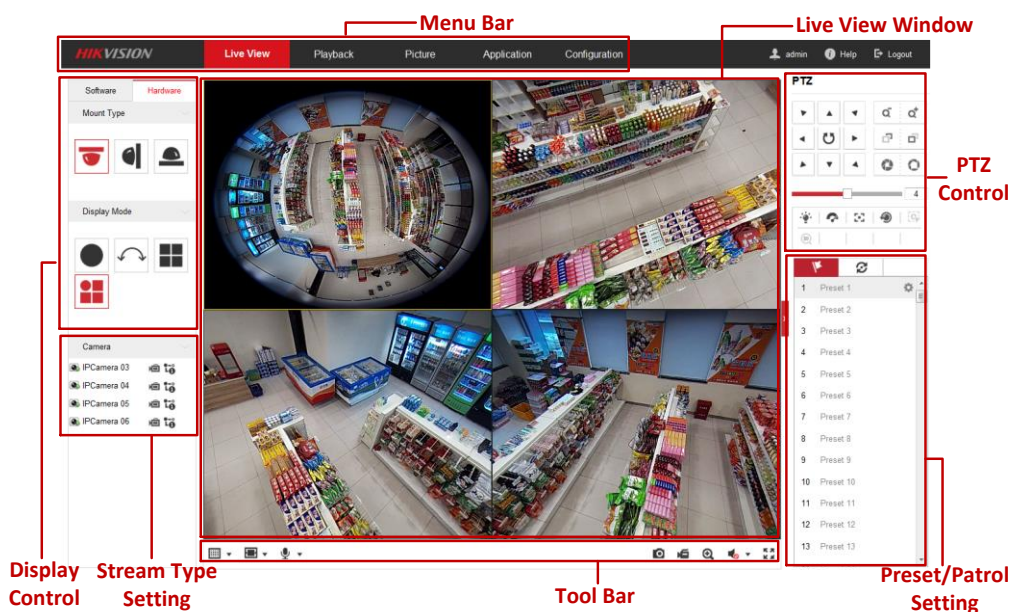 Menu Bar
Live View Window
HIKVISION
Live View
Playback
Picture
Application
Configuration
admin
Help
Logout
Software
Hardware
Mount Type
Display Mode
Camera
IPCamera 03
IPCamera 04
IPCamera 05
IPCamera 06
PTZ
4
PTZ
Control
1 Preset 1
2 Preset 2
3 Preset 3
4 Preset 4
5 Preset 5
6 Preset 6
7 Preset 7
8 Preset 8
9 Preset 9
10 Preset 10
11 Preset 11
12 Preset 12
13 Preset 13
Display
Control
Stream Type
Setting
Tool Bar
Preset/Patrol
Setting